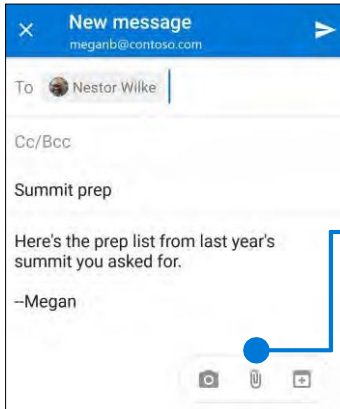 New message
meganb@contoso.com
To Nestor Wilke
Cc/Bcc
Summit prep
Here's the prep list from last year's
summit you asked for.
--Megan